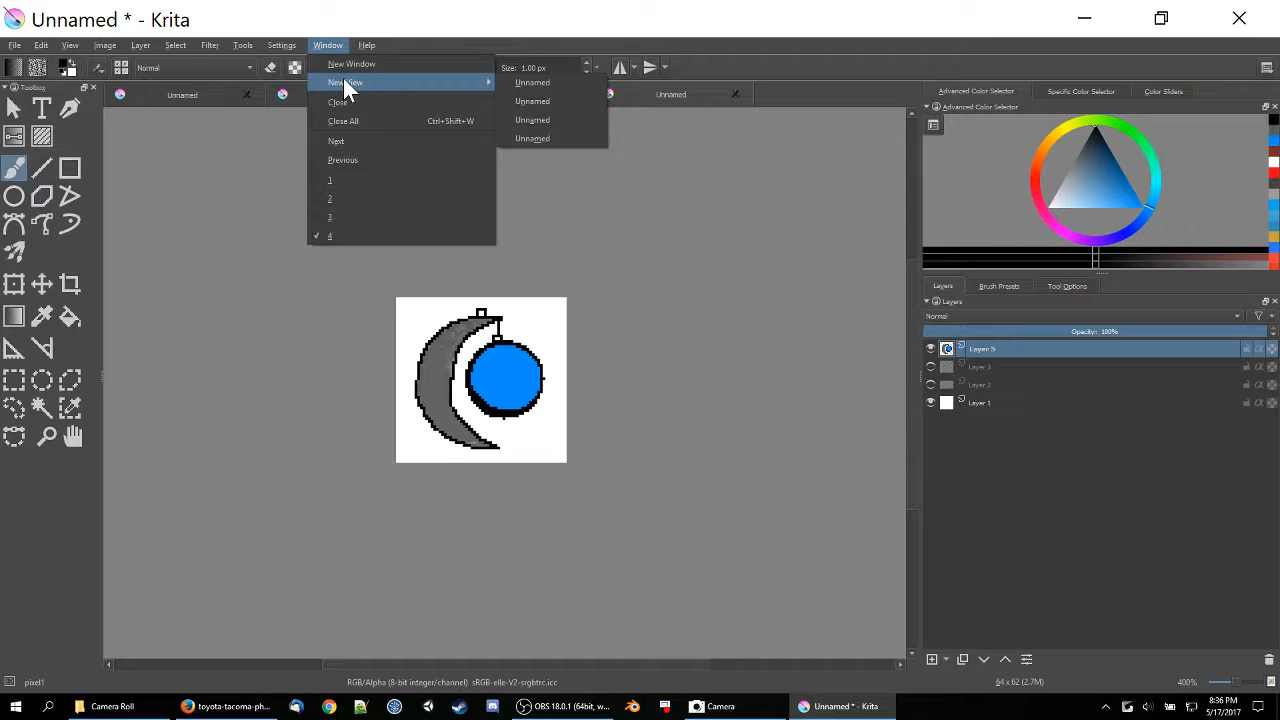 Unnamed * - Krita
File Edit View Image Layer Select Filter Tools Settings Window Help
Normal
Size: 1.00 px
Toolbox
Unnamed
Unnamed
New Window
New View
Close
Close All Ctrl+Shift+W
Next
Previous
1
2
3
4
Unnamed
Unnamed
Unnamed
Unnamed
Advanced Color Selector Specific Color Selector Color Sliders
Advanced Color Selector
Layers Brush Presets Tool Options
Layers
Normal
Opacity: 100%
Layer 5
Layer 3
Layer 2
Layer 1
pixel1
RGB/Alpha (8-bit integer/channel) sRGB-elle-V2-srgbtrc.icc
64 x 62 (2.7M)
400%
Camera Roll
toyota-tacoma-ph...
OBS 18.0.1 (64bit, w...
Camera
Unnamed * - Krita
8:36 PM
5/17/2017